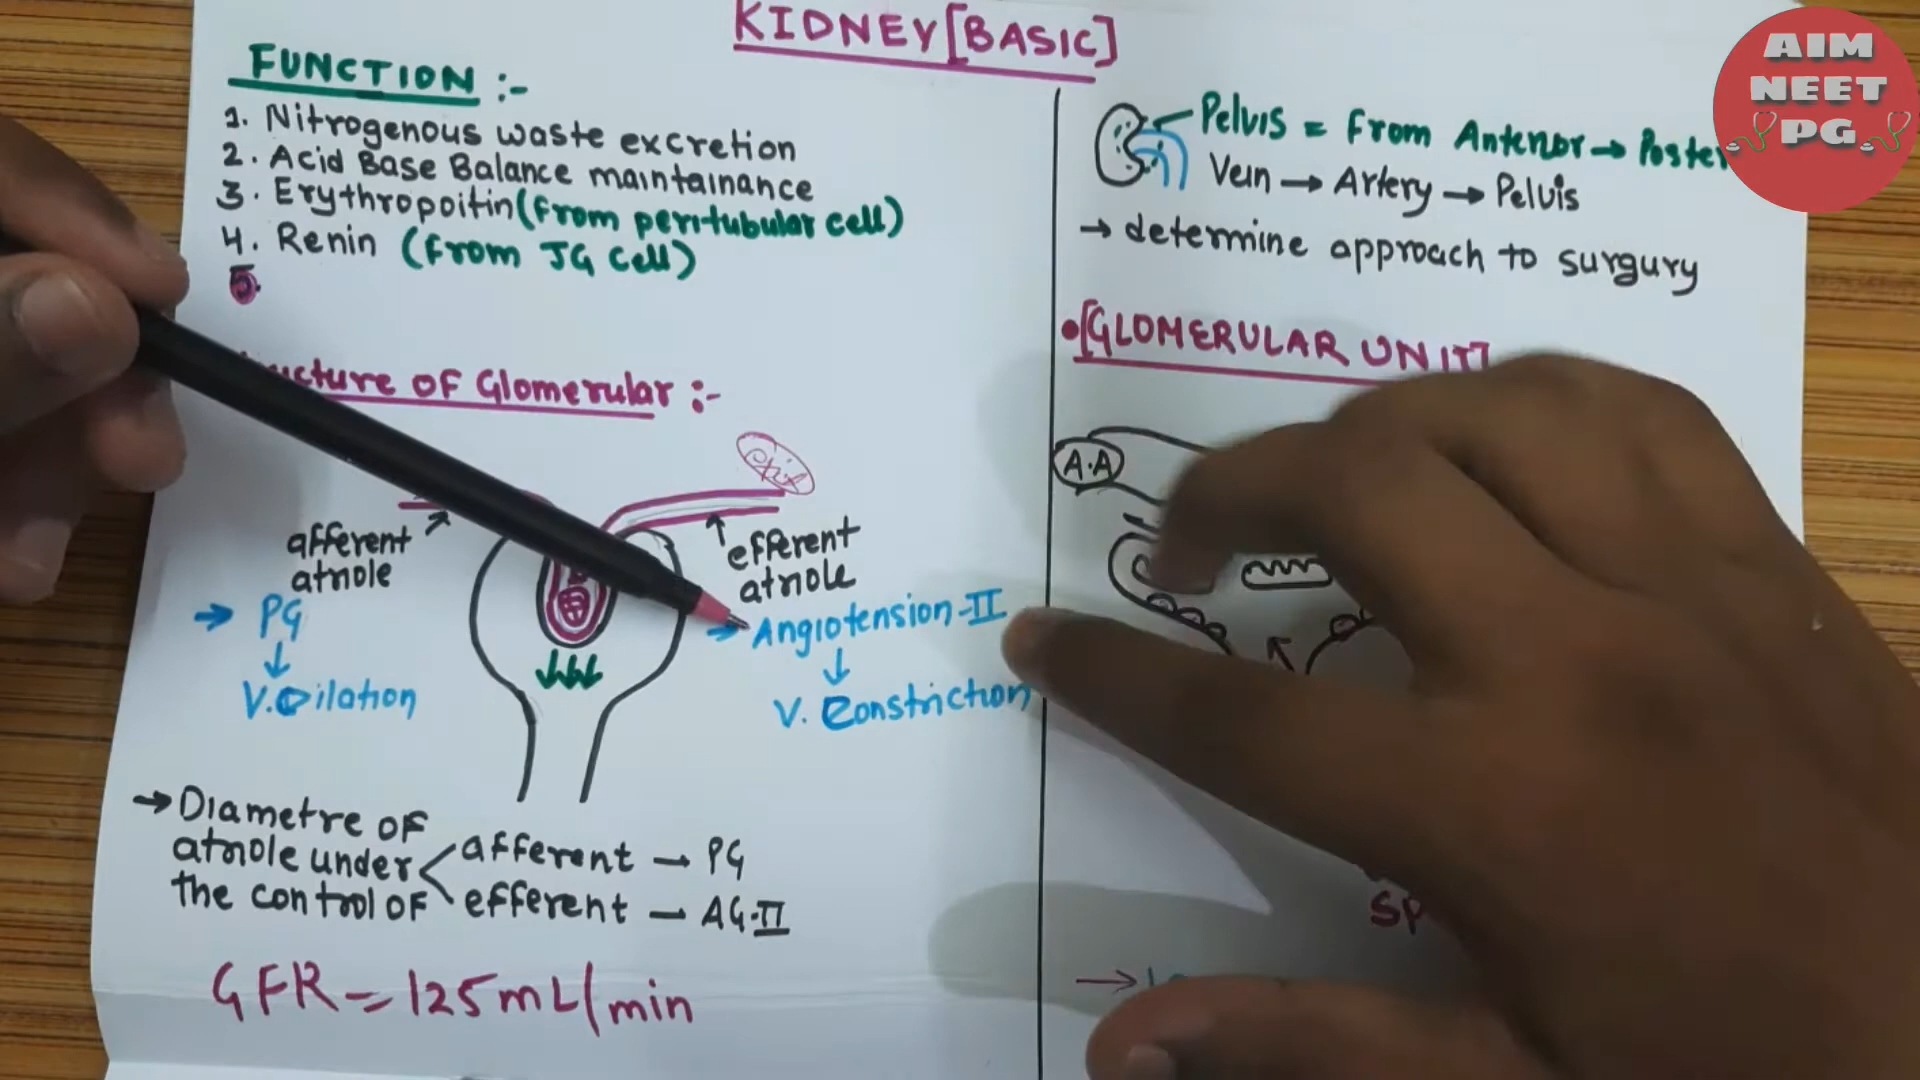 KIDNEY [BASIC]
FUNCTION :-
1. Nitrogenous waste excretion
2. Acid Base Balance maintainance
3. Erythropoitin (from peritubular cell)
4. Renin (from JG cell)
5.
ucture of Glomerular :-
exit
afferent
atriole
efferent
atriole
→ PG
↓
V. Dilation
→ Angiotension-II
↓
V. Constriction
→ Diametre of
atriole under
the control of
afferent → PG
efferent — AG-II
GFR = 125 mL/min
Pelvis = From Anterior → Poster
Vein → Artery → Pelvis
→ determine approach to surgury
• [GLOMERULAR UNIT]
A.A
SP
AIM
NEET
PG